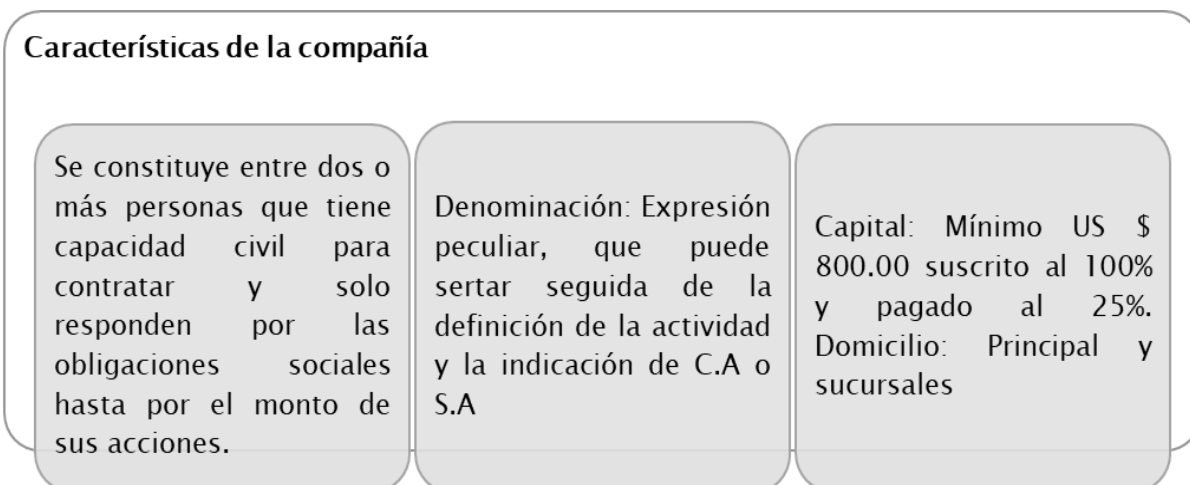 Características de la compañía
Se constituye entre dos o
más personas que tiene
capacidad civil para
contratar y solo
responden por las
obligaciones sociales
hasta por el monto de
sus acciones.
Denominación: Expresión
peculiar, que puede
sertar seguida de la
definición de la actividad
y la indicación de C.A o
S.A
Capital: Mínimo US $
800.00 suscrito al 100%
y pagado al 25%.
Domicilio: Principal y
sucursales